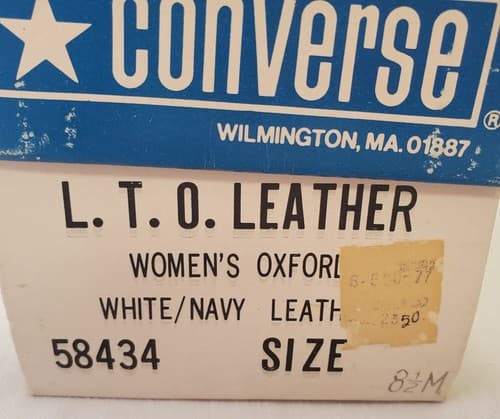 converse®
WILMINGTON, MA. 01887
L. T. O. LEATHER
WOMEN'S OXFORD
WHITE/NAVY LEATH
58434 SIZE
8½M